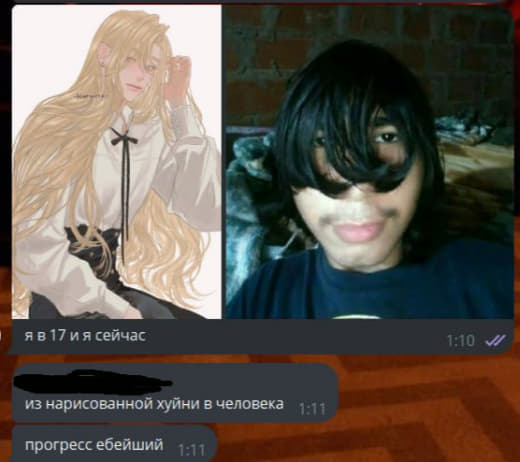 я в 17 и я сейчас
1:10
из нарисованной хуйни в человека
1:11
прогресс ебейший
1:11